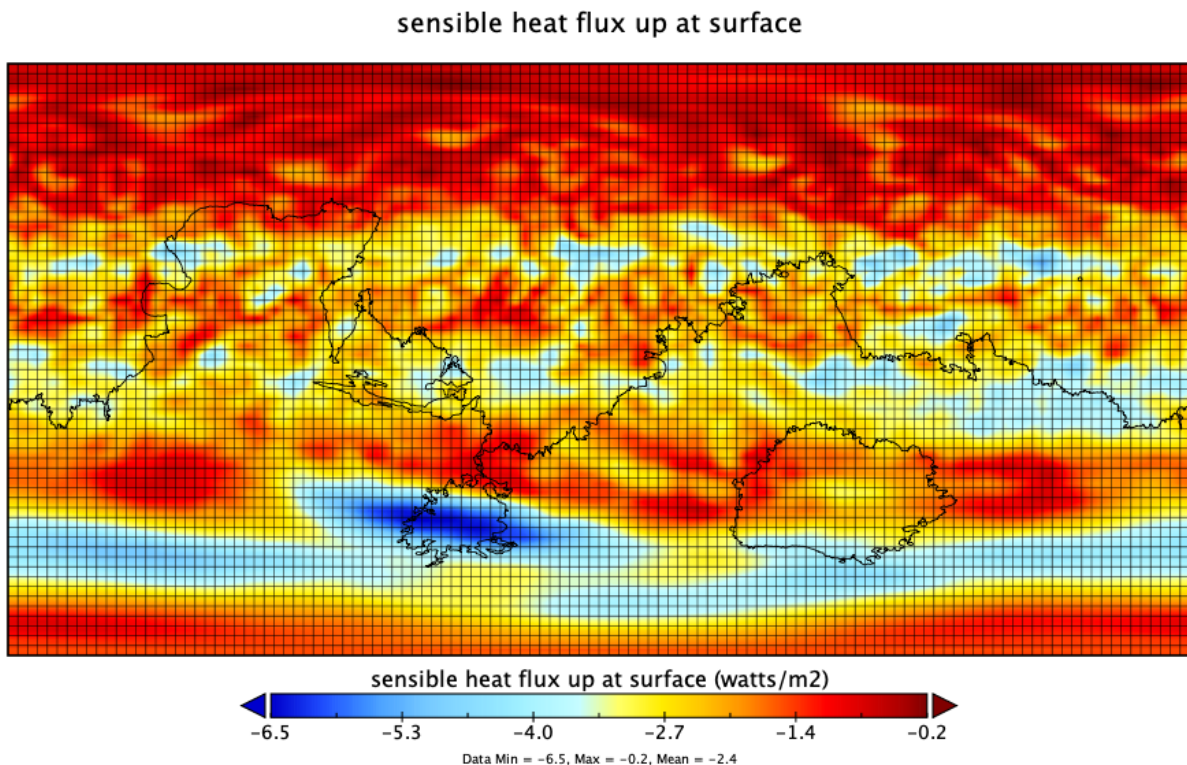 sensible heat flux up at surface
sensible heat flux up at surface (watts/m2)
−6.5 −5.3 −4.0 −2.7 −1.4 −0.2
Data Min = −6.5, Max = −0.2, Mean = −2.4